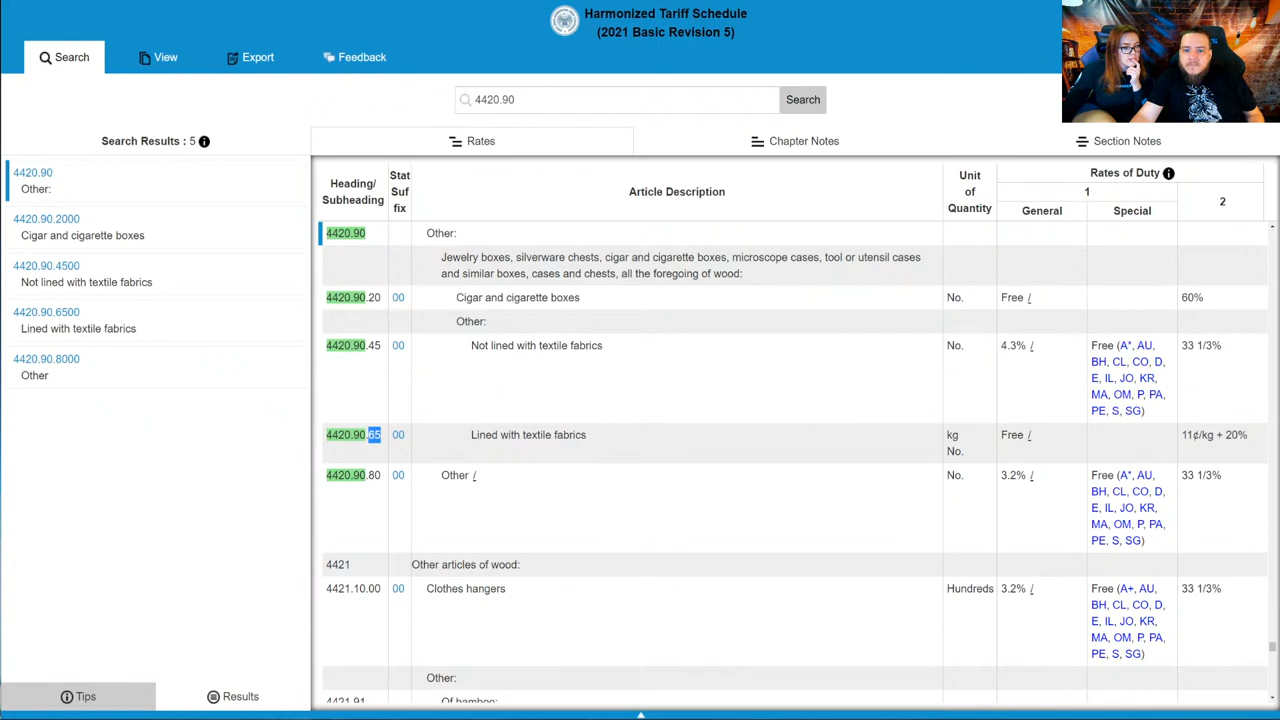 Harmonized Tariff Schedule
(2021 Basic Revision 5)
Search
View
Export
Feedback
4420.90
Search
Search Results : 5
Rates
Chapter Notes
Section Notes
4420.90
Other:
4420.90.2000
Cigar and cigarette boxes
4420.90.4500
Not lined with textile fabrics
4420.90.6500
Lined with textile fabrics
4420.90.8000
Other
Heading/
Subheading
Stat
Suf
fix
Article Description
Unit
of
Quantity
Rates of Duty
1
2
General
Special
4420.90 Other:
Jewelry boxes, silverware chests, cigar and cigarette boxes, microscope cases, tool or utensil cases
and similar boxes, cases and chests, all the foregoing of wood:
4420.90.20 00 Cigar and cigarette boxes No. Free / 60%
Other:
4420.90.45 00 Not lined with textile fabrics No. 4.3% / Free (A*, AU, 33 1/3%
BH, CL, CO, D,
E, IL, JO, KR,
MA, OM, P, PA,
PE, S, SG)
4420.90.65 00 Lined with textile fabrics kg Free / 11¢/kg + 20%
No.
4420.90.80 00 Other / No. 3.2% / Free (A*, AU, 33 1/3%
BH, CL, CO, D,
E, IL, JO, KR,
MA, OM, P, PA,
PE, S, SG)
4421 Other articles of wood:
4421.10.00 00 Clothes hangers Hundreds 3.2% / Free (A+, AU, 33 1/3%
BH, CL, CO, D,
E, IL, JO, KR,
MA, OM, P, PA,
PE, S, SG)
Other:
4421.91 Of bamboo:
Tips
Results